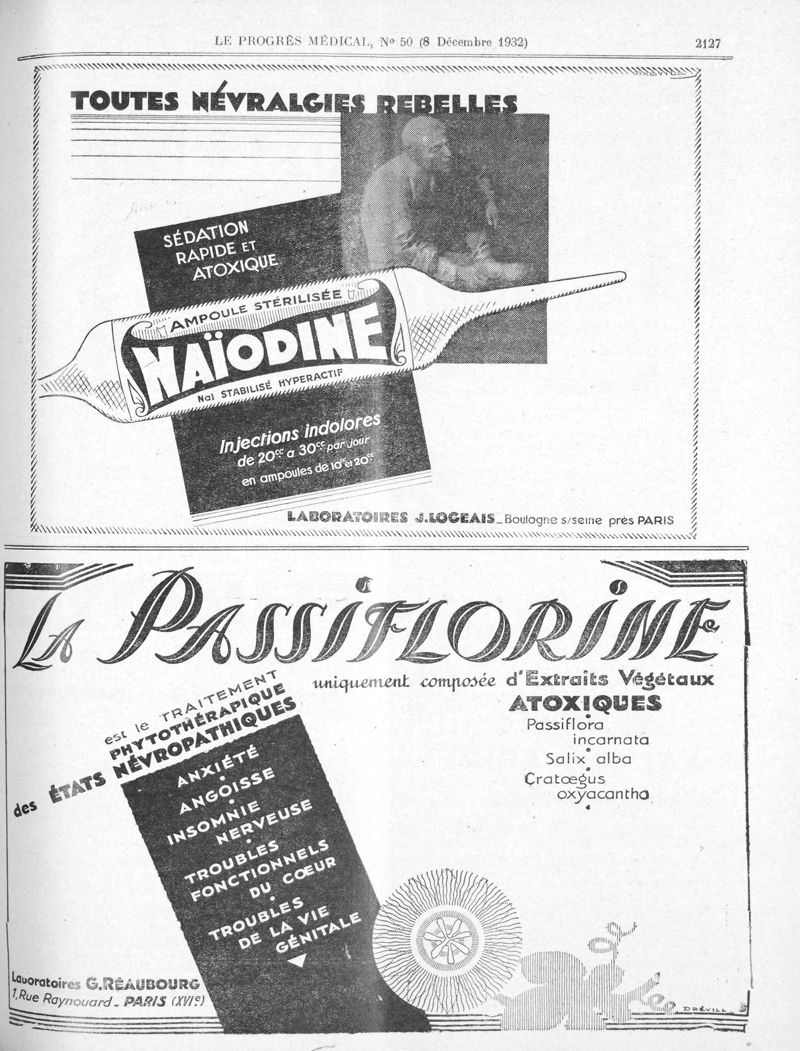 LE PROGRÈS MÉDICAL, No 50 (8 Décembre 1932)
2127
TOUTES NÉVRALGIES REBELLES
SÉDATION
RAPIDE ET
ATOXIQUE
AMPOULE STÉRILISÉE
NAÏODINE
NaI STABILISÉ HYPERACTIF
Injections indolores
de 20cc a 30cc par jour
en ampoules de 10cc et 20cc
LABORATOIRES J. LOGEAIS_Boulogne s/seine près PARIS
LA PASSIFLORINE
uniquement composée d'Extraits Végétaux
ATOXIQUES
Passiflora
incarnata
Salix alba
Cratœgus
oxyacantha
est le TRAITEMENT
PHYTOTHÉRAPIQUE
des ÉTATS NÉVROPATHIQUES
ANXIÉTÉ
ANGOISSE
INSOMNIE
NERVEUSE
TROUBLES
FONCTIONNELS
DU CŒUR
TROUBLES
DE LA VIE
GÉNITALE
Laboratoires G. RÉAUBOURG
1, Rue Raynouard_PARIS (XVIe)
DRÉVILL